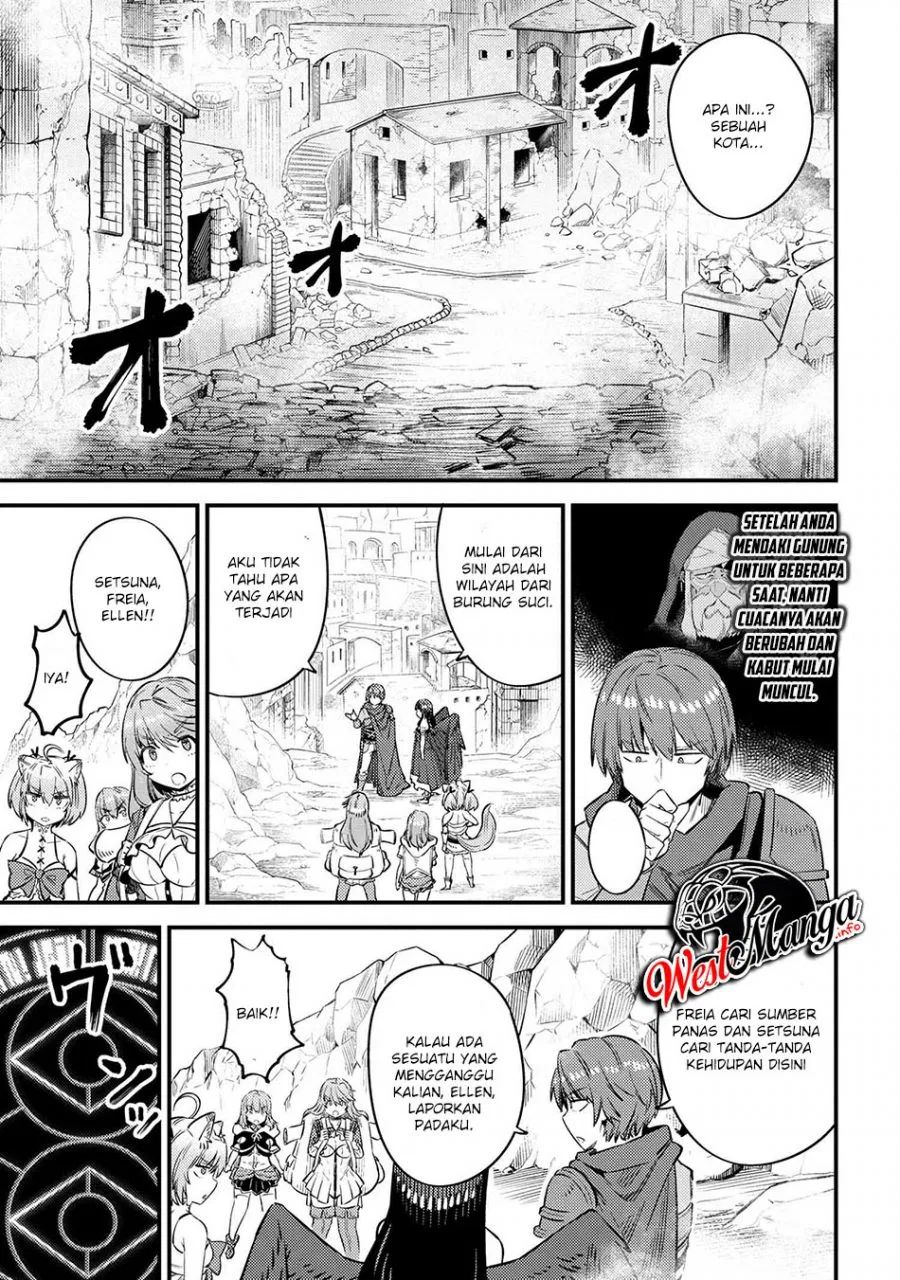 APA INI...?
SEBUAH
KOTA...
オ
オ
オ
SETELAH ANDA
MENDAKI GUNUNG
UNTUK BEBERAPA
SAAT, NANTI
CUACANYA AKAN
BERUBAH DAN
KABUT MULAI
MUNCUL.
MULAI DARI
SINI ADALAH
WILAYAH DARI
BURUNG SUCI.
AKU TIDAK
TAHU APA
YANG AKAN
TERJADI
SETSUNA,
FREIA,
ELLEN!!
IYA!
WestManga
.info
FREIA CARI SUMBER
PANAS DAN SETSUNA
CARI TANDA-TANDA
KEHIDUPAN DISINI
KALAU ADA
SESUATU YANG
MENGGANGGU
KALIAN, ELLEN,
LAPORKAN
PADAKU.
BAIK!!
グンッ